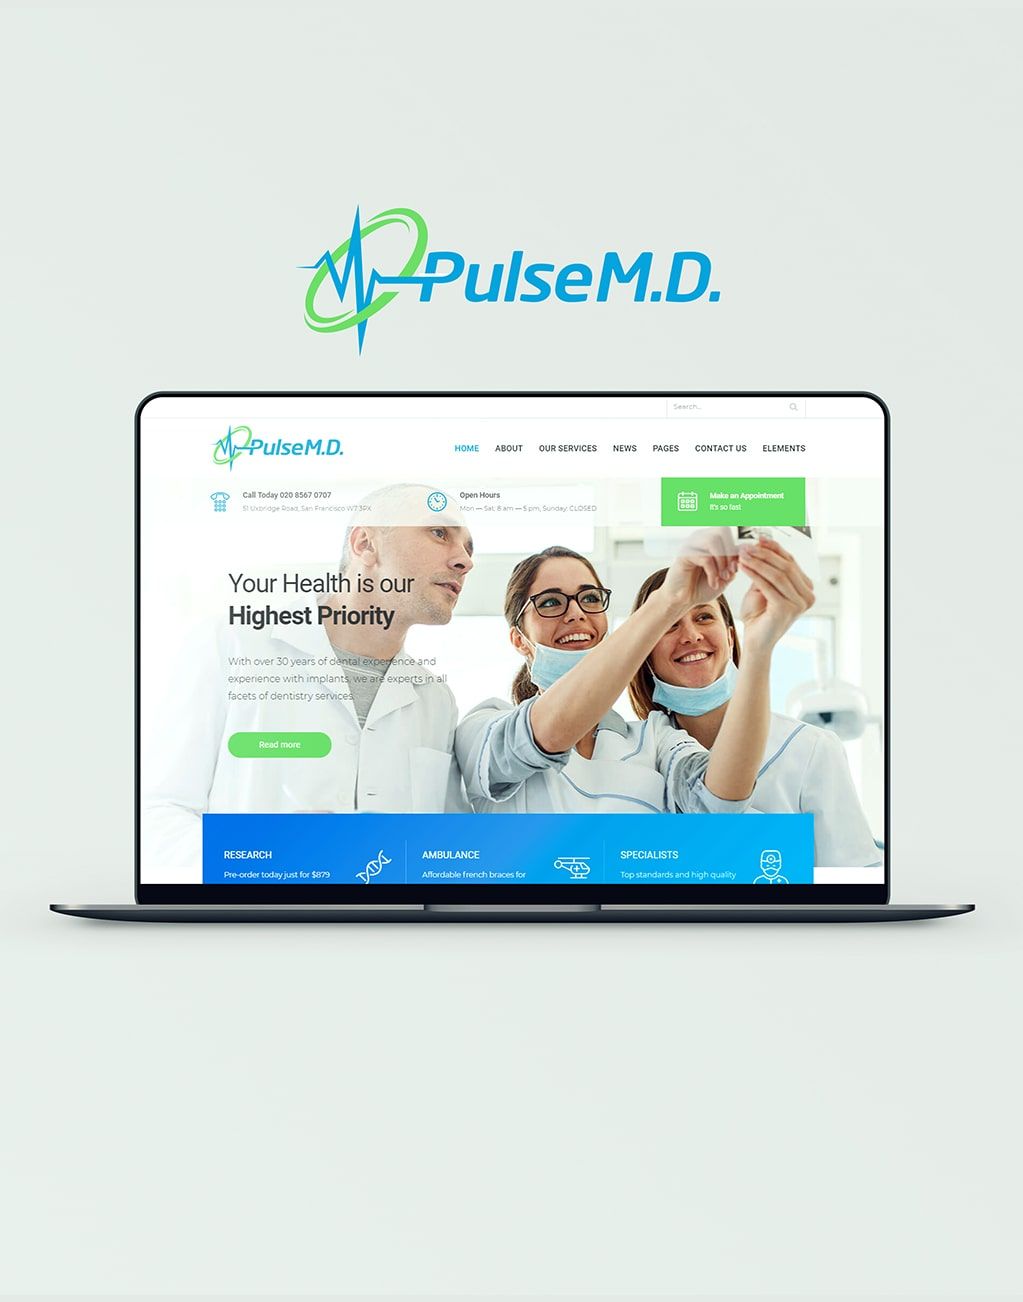 PulseM.D.
Search...
PulseM.D.
HOME ABOUT OUR SERVICES NEWS PAGES CONTACT US ELEMENTS
Call Today 020 8567 0707
51 Uxbridge Road, San Francisco W7 3PX
Open Hours
Mon — Sat: 8 am — 5 pm, Sunday: CLOSED
Make an Appointment
It's so fast
Your Health is our
Highest Priority
With over 30 years of dental experience and
experience with implants, we are experts in all
facets of dentistry services.
Read more
RESEARCH
Pre-order today just for $879
AMBULANCE
Affordable french braces for
SPECIALISTS
Top standards and high quality